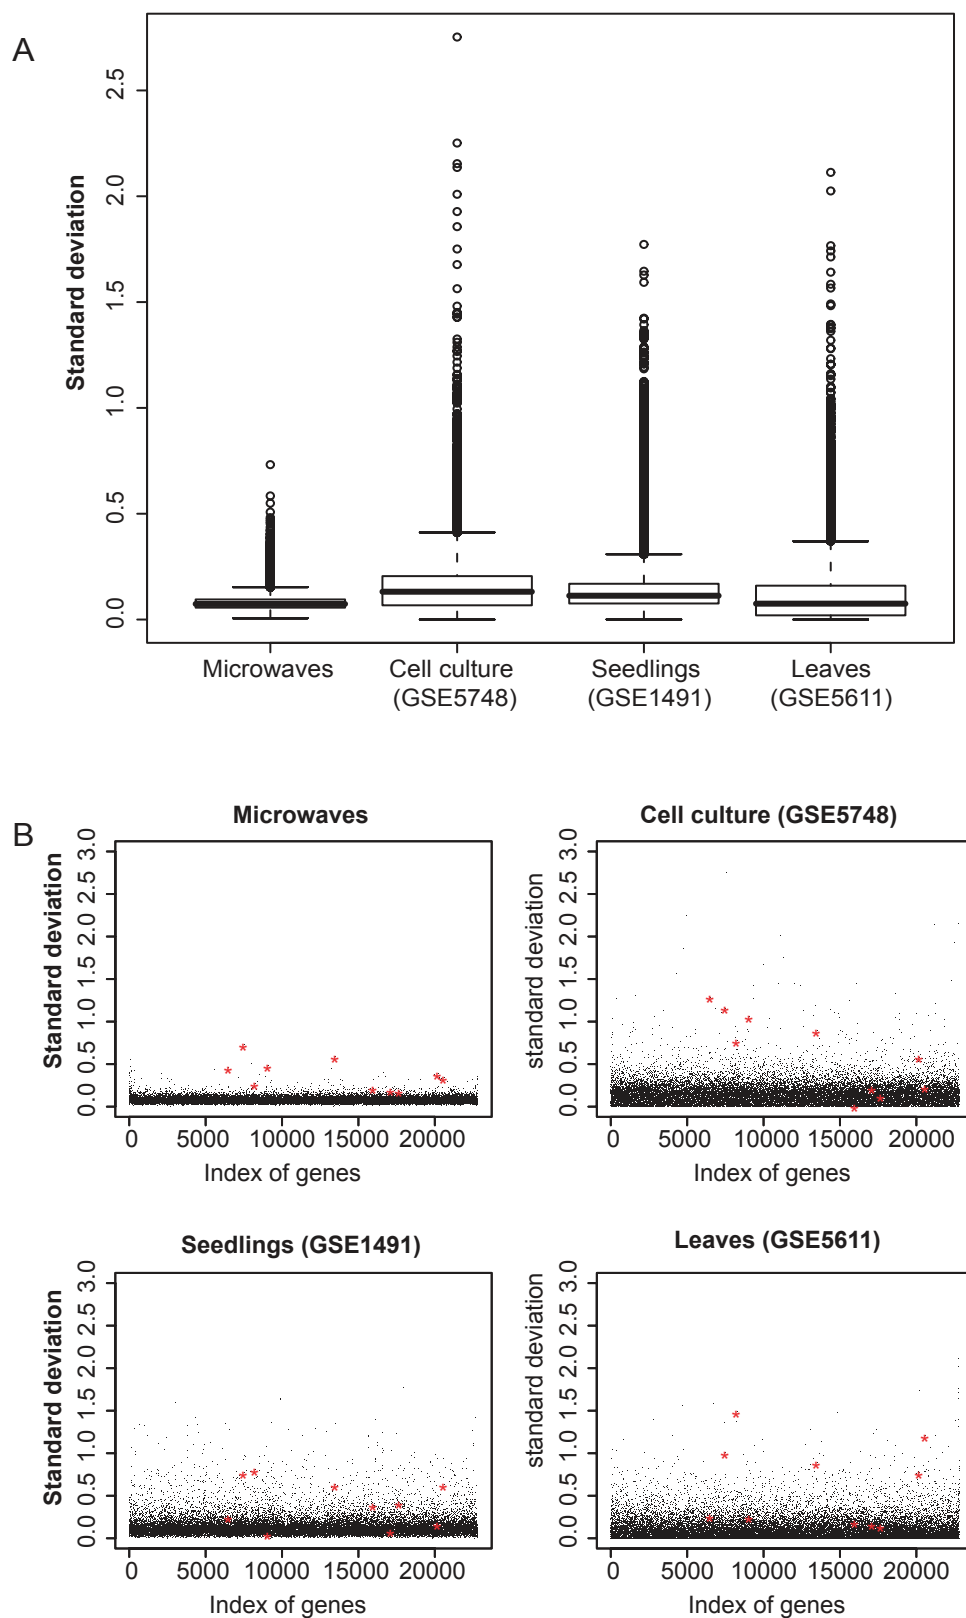 A
Standard deviation
2.5
2.0
1.5
1.0
0.5
0.0
Microwaves
Cell culture
(GSE5748)
Seedlings
(GSE1491)
Leaves
(GSE5611)
B
Microwaves
Standard deviation
3.0
2.5
2.0
1.5
1.0
0.5
0.0
0 5000 10000 15000 20000
Index of genes
Cell culture (GSE5748)
standard deviation
3.0
2.5
2.0
1.5
1.0
0.5
0.0
0 5000 10000 15000 20000
Index of genes
Seedlings (GSE1491)
Standard deviation
3.0
2.5
2.0
1.5
1.0
0.5
0.0
0 5000 10000 15000 20000
Index of genes
Leaves (GSE5611)
standard deviation
3.0
2.5
2.0
1.5
1.0
0.5
0.0
0 5000 10000 15000 20000
Index of genes